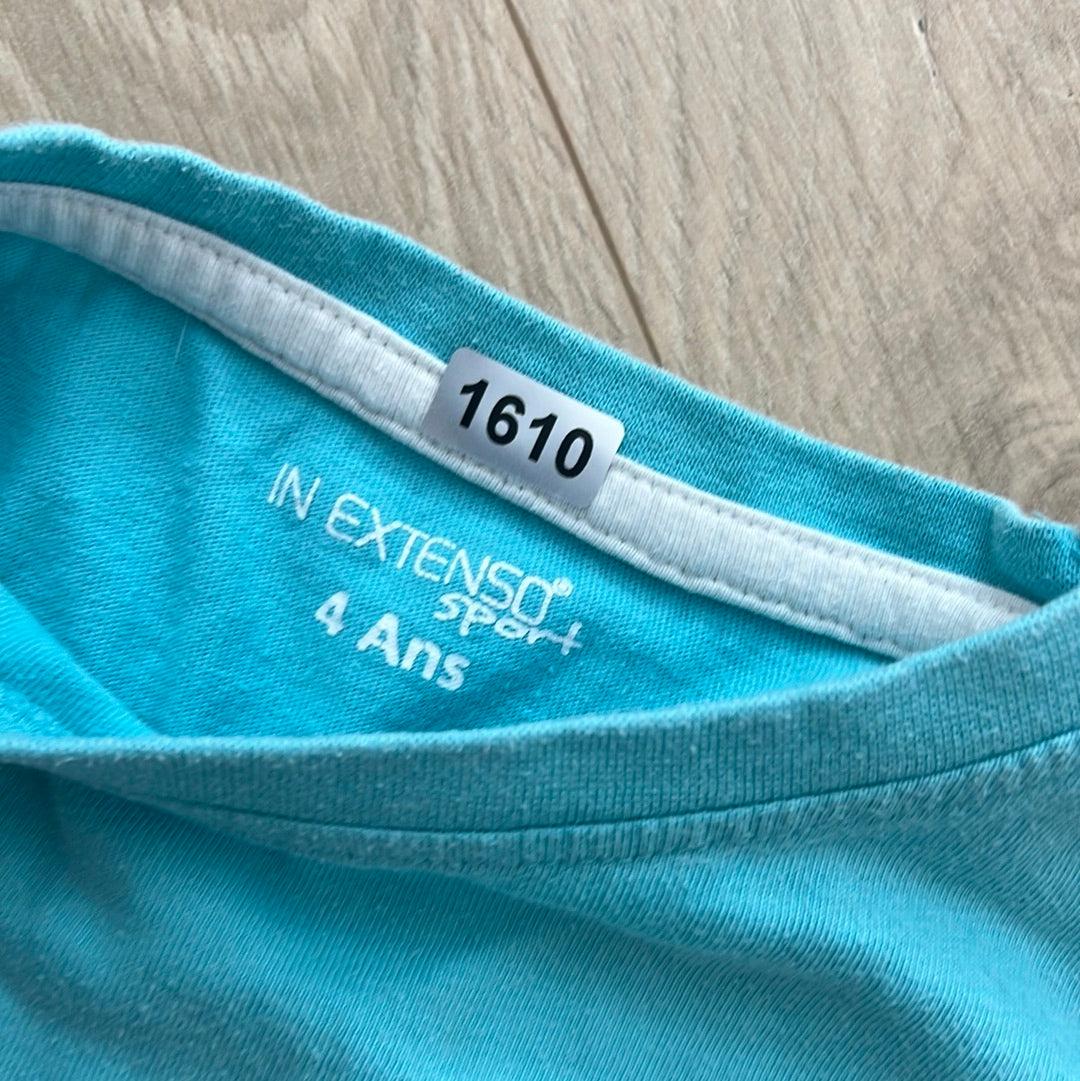 1610
IN EXTENSO®
sport
4 Ans